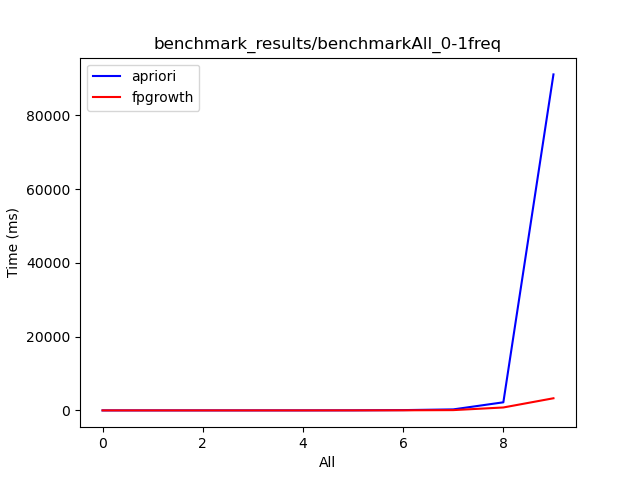 benchmark_results/benchmarkAll_0-1freq
apriori
fpgrowth
Time (ms)
80000
60000
40000
20000
0
0 2 4 6 8
All